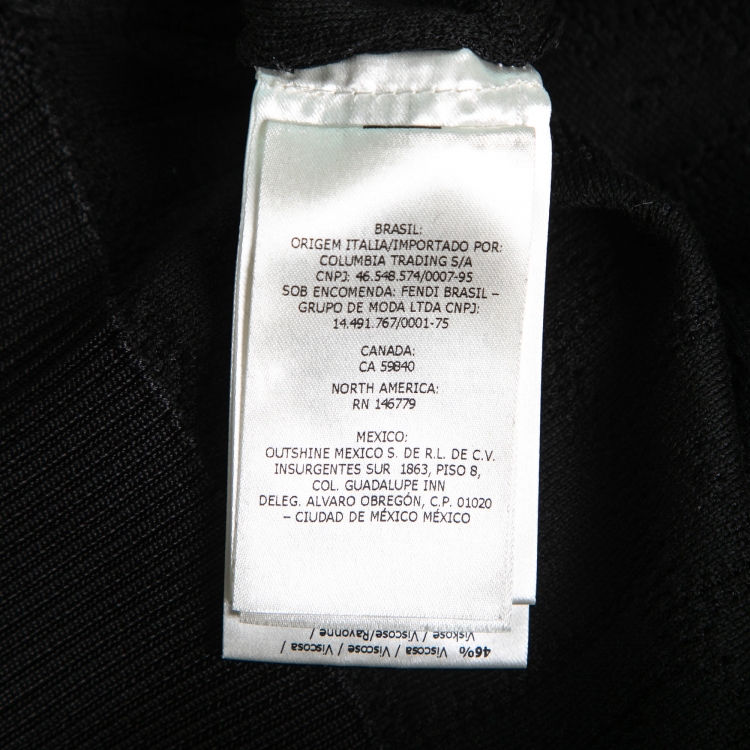 BRASIL:
ORIGEM ITALIA/IMPORTADO POR:
COLUMBIA TRADING S/A
CNPJ: 46.548.574/0007-95
SOB ENCOMENDA: FENDI BRASIL –
GRUPO DE MODA LTDA CNPJ:
14.491.767/0001-75
CANADA:
CA 59840
NORTH AMERICA:
RN 146779
MEXICO:
OUTSHINE MEXICO S. DE R.L. DE C.V.
INSURGENTES SUR 1863, PISO 8,
COL. GUADALUPE INN
DELEG. ALVARO OBREGÓN, C.P. 01020
– CIUDAD DE MÉXICO MÉXICO
46% Viscosa / Viscose / Viscosa /
Viskose / Viscose/Rayonne /